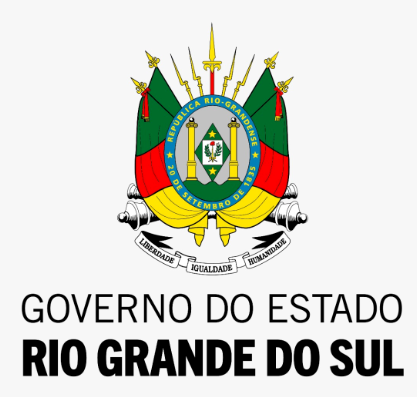 REPÚBLICA RIO-GRANDENSE
20 DE SETEMBRO DE 1835
LIBERDADE IGUALDADE HUMANIDADE
GOVERNO DO ESTADO
RIO GRANDE DO SUL